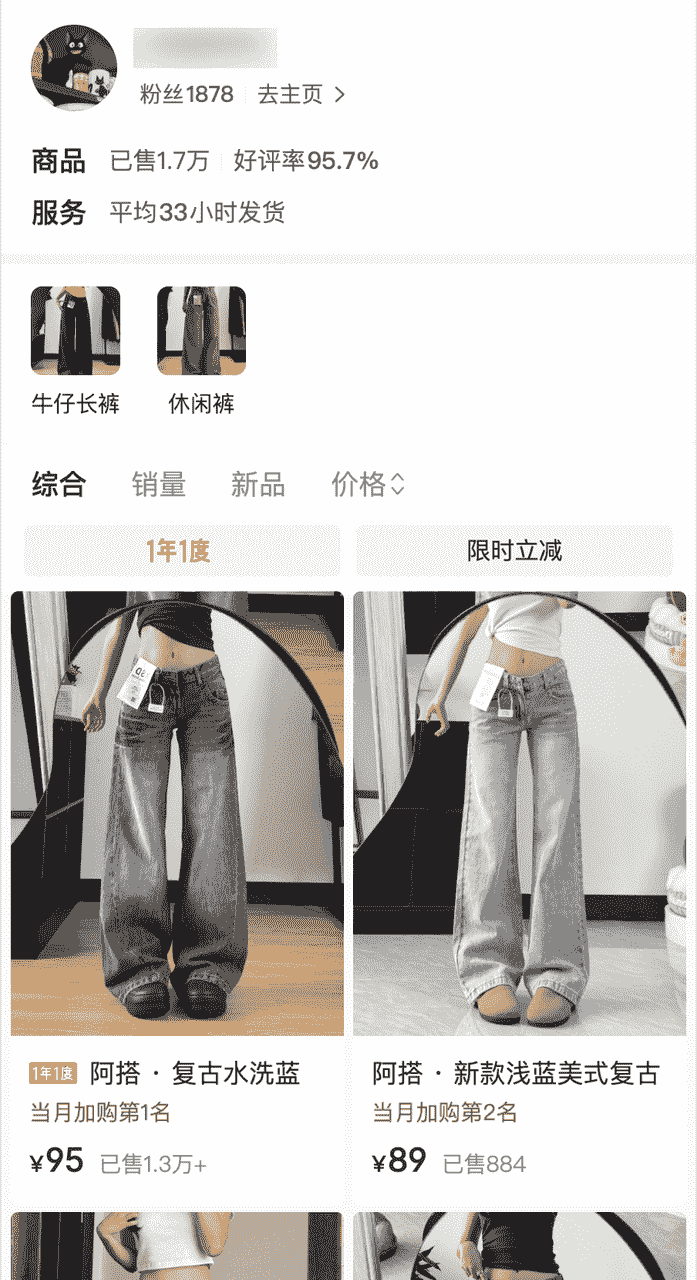 粉丝1878 去主页 >
商品 已售1.7万 好评率95.7%
服务 平均33小时发货
牛仔长裤 休闲裤
综合 销量 新品 价格
1年1度 限时立减
1年1度 阿搭 · 复古水洗蓝
当月加购第1名
¥95 已售1.3万+
阿搭 · 新款浅蓝美式复古
当月加购第2名
¥89 已售884